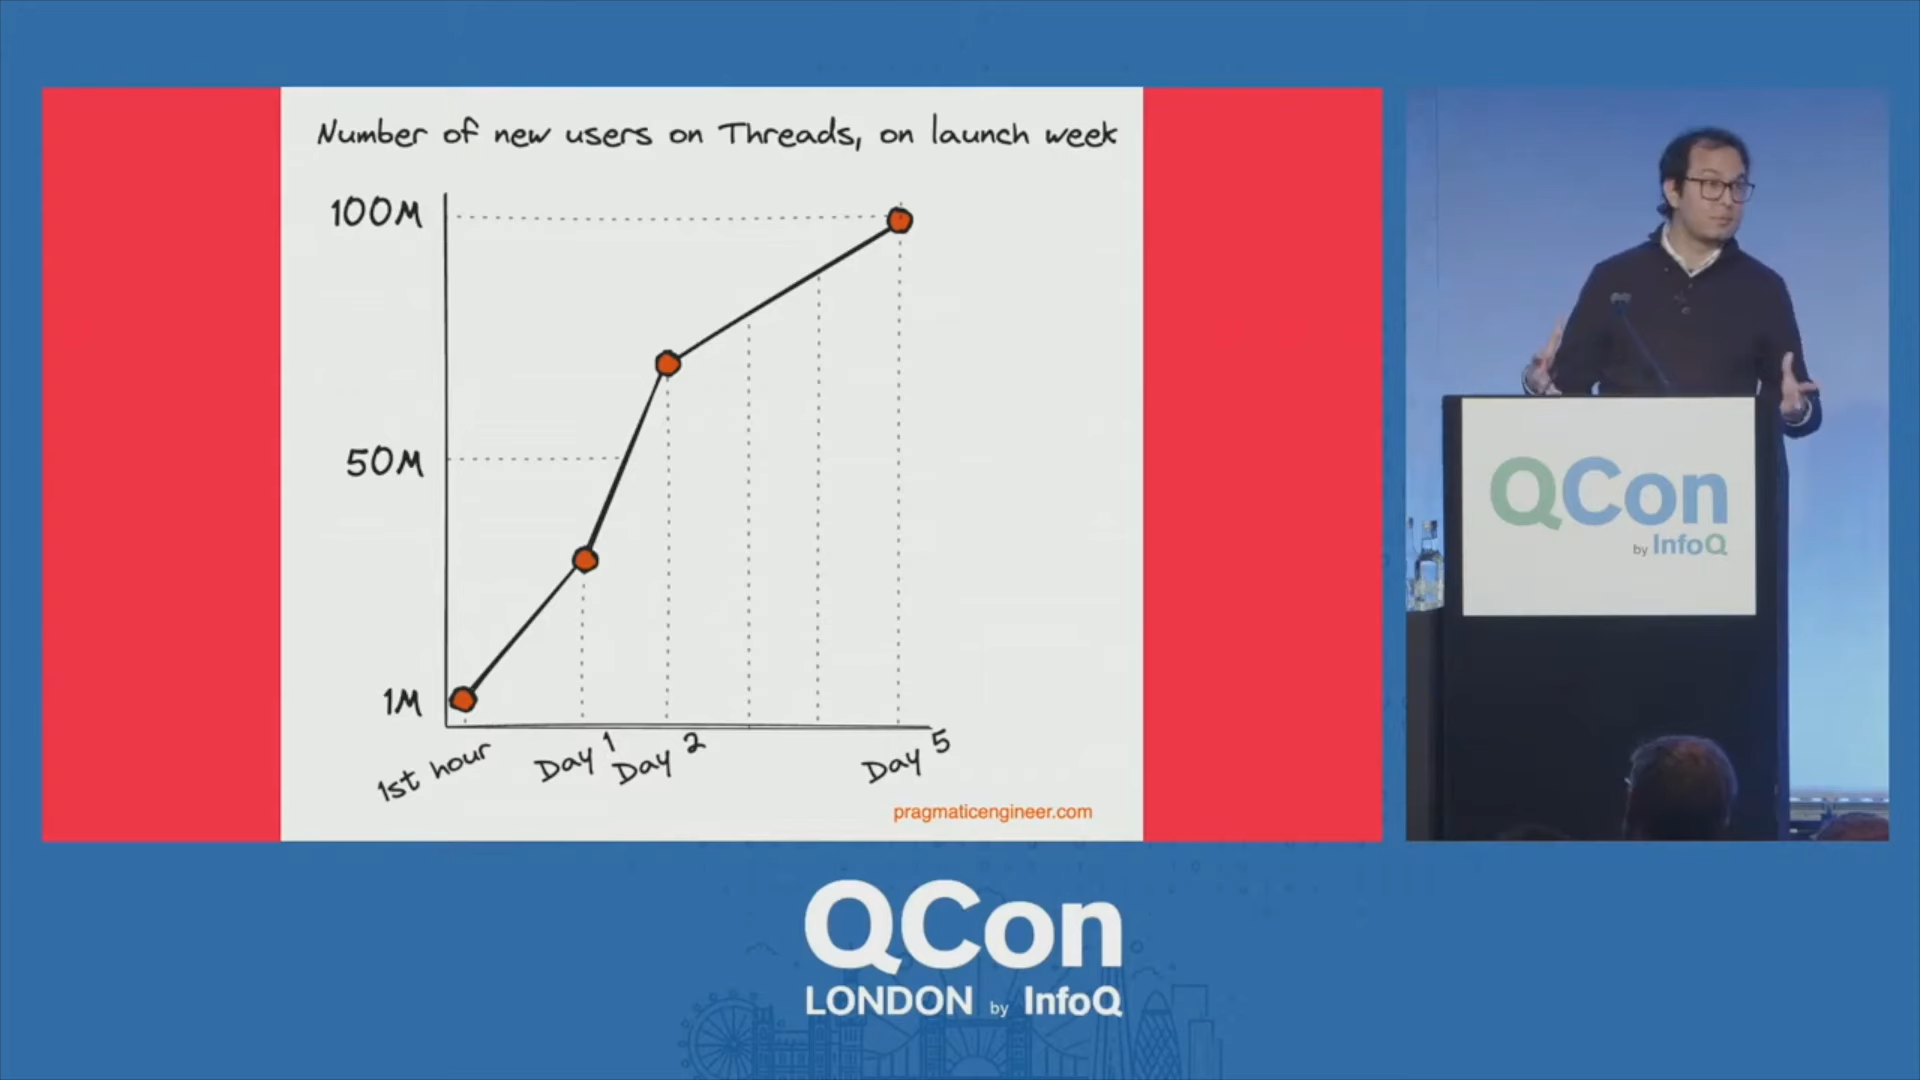 Number of new users on Threads, on launch week
100M
50M
1M
1st hour
Day 1
Day 2
Day 5
pragmaticengineer.com
QCon
by InfoQ
QCon
LONDON by InfoQ